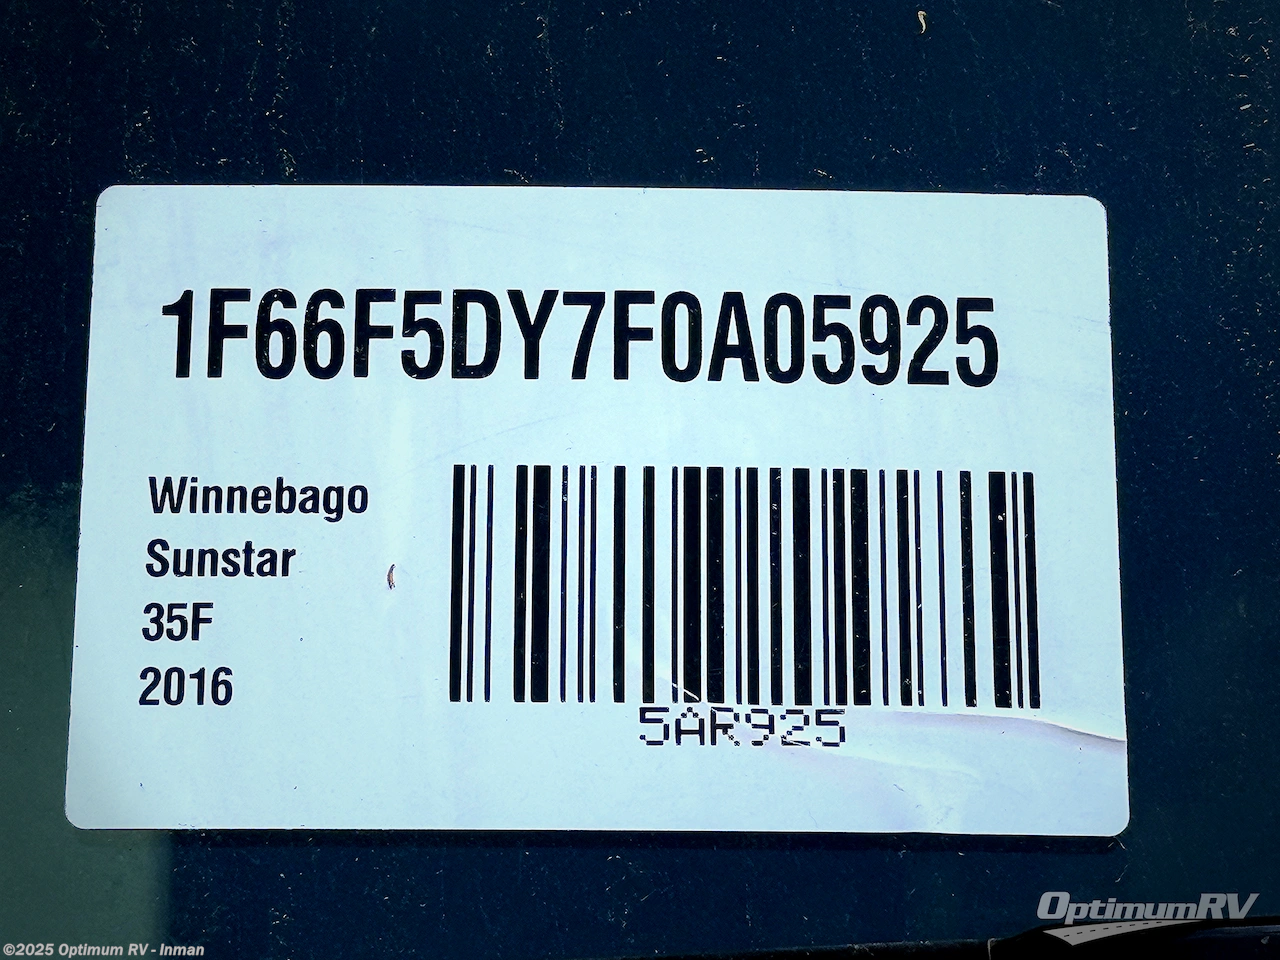 1F66F5DY7F0A05925
Winnebago
Sunstar
35F
2016
5AR925
OptimumRV
©2025 Optimum RV - Inman